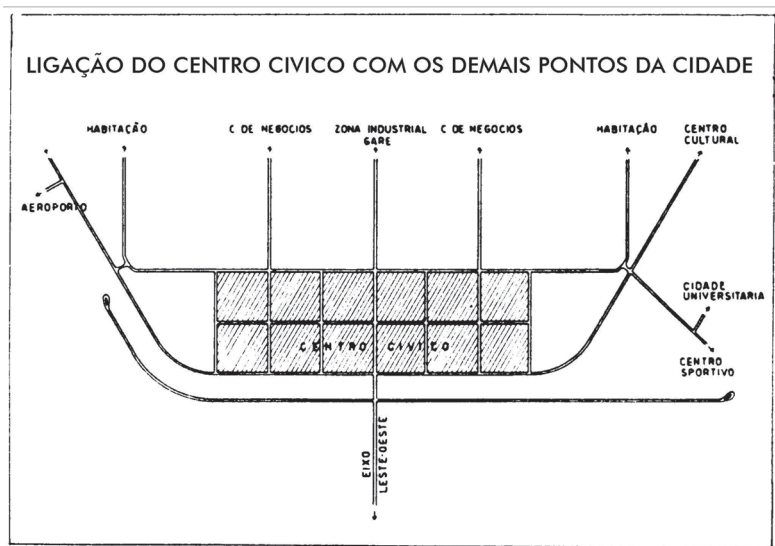 LIGAÇÃO DO CENTRO CIVICO COM OS DEMAIS PONTOS DA CIDADE
HABITAÇÃO
C DE NEGOCIOS
ZONA INDUSTRIAL
GARE
C DE NEGOCIOS
HABITAÇÃO
CENTRO
CULTURAL
AEROPORTO
CIDADE
UNIVERSITARIA
CENTRO CIVICO
CENTRO
SPORTIVO
EIXO
LESTE-OESTE